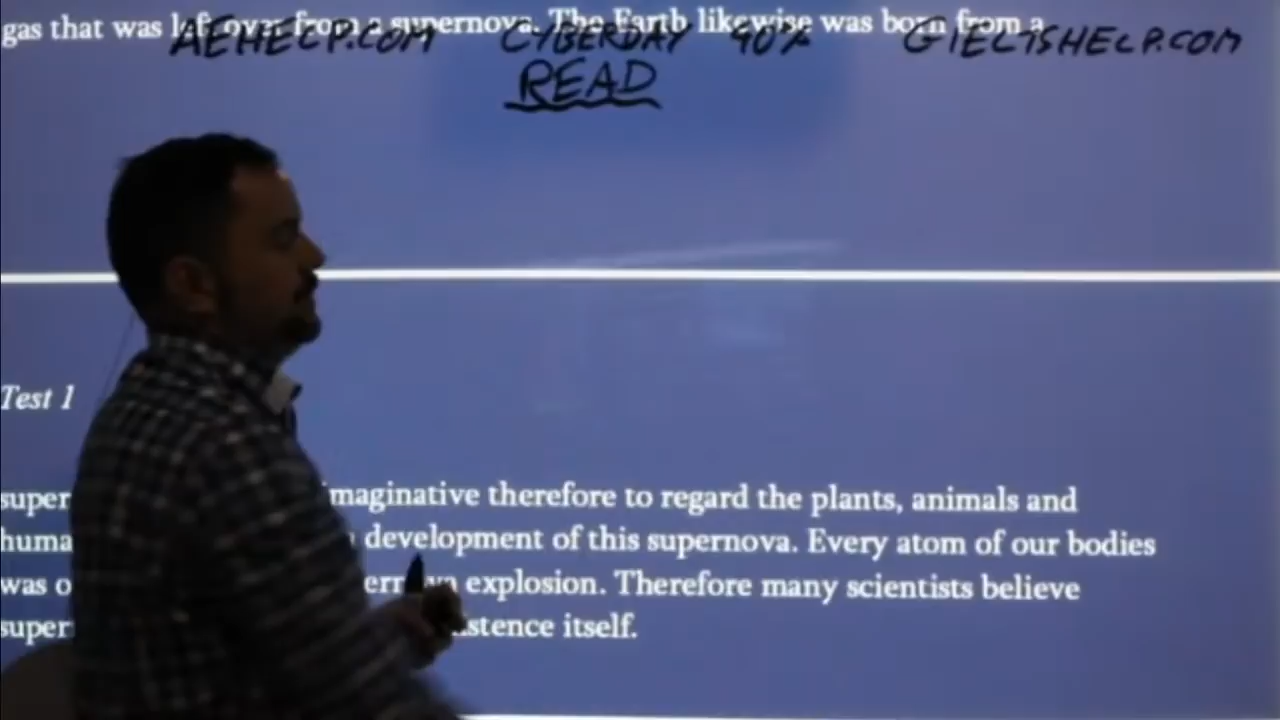 gas that was left over from a supernova. The Earth likewise was born from a
AEHELP.COM CYBERDAY 90% GIELTSHELP.COM
READ
Test 1
super maginative therefore to regard the plants, animals and
huma development of this supernova. Every atom of our bodies
was o explosion. Therefore many scientists believe
super istence itself.